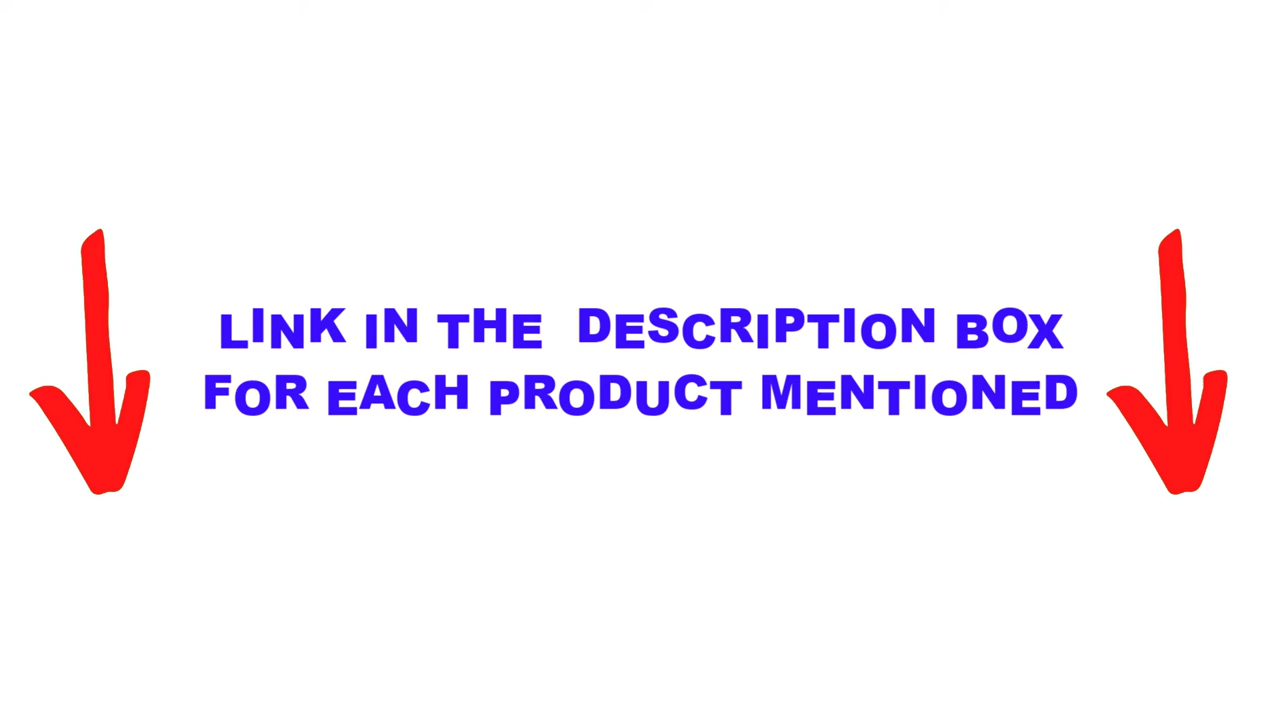 LINK IN THE DESCRIPTION BOX
FOR EACH PRODUCT MENTIONED